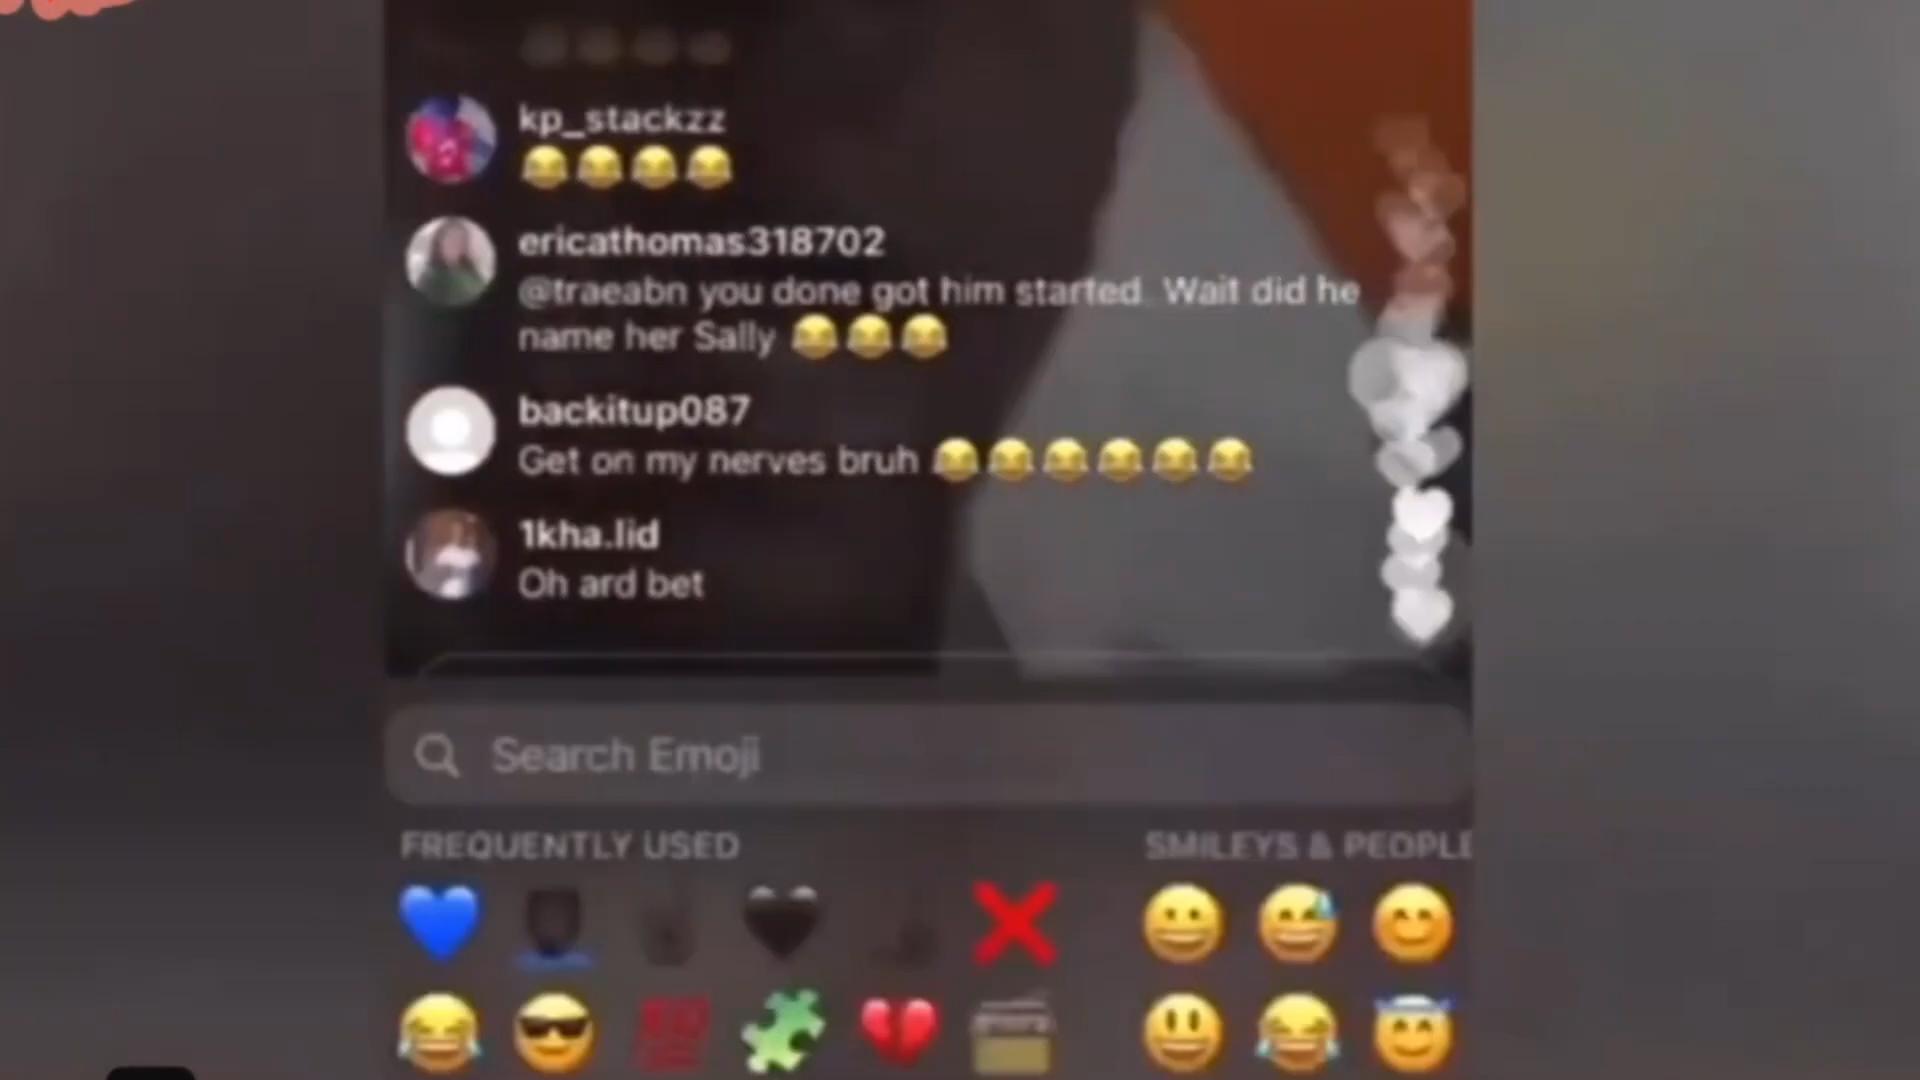 kp_stackzz
😂😂😂😂
ericathomas318702
@traeabn you done got him started. Wait did he
name her Sally 😂😂😂
backitup087
Get on my nerves bruh 😂😂😂😂😂😂
1kha.lid
Oh ard bet
Search Emoji
FREQUENTLY USED
SMILEYS & PEOPLE